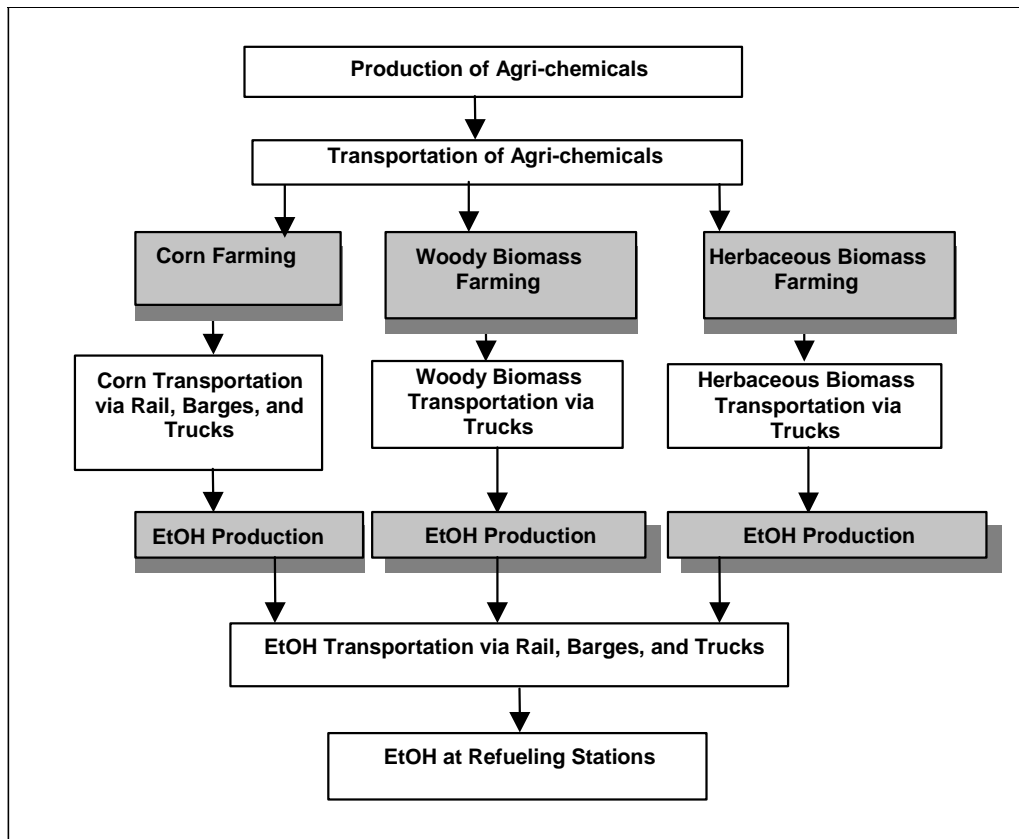 Production of Agri-chemicals
Transportation of Agri-chemicals
Corn Farming
Woody Biomass
Farming
Herbaceous Biomass
Farming
Corn Transportation
via Rail, Barges, and
Trucks
Woody Biomass
Transportation via
Trucks
Herbaceous Biomass
Transportation via
Trucks
EtOH Production
EtOH Production
EtOH Production
EtOH Transportation via Rail, Barges, and Trucks
EtOH at Refueling Stations